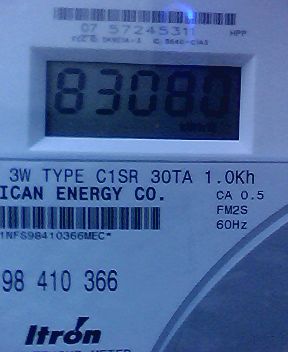 07 57245311 HPP
83080
3W TYPE C1SR 30TA 1.0Kh
ICAN ENERGY CO.
CA 0.5
FM2S
60Hz
1NFS98410366MEC*
98 410 366
Itron